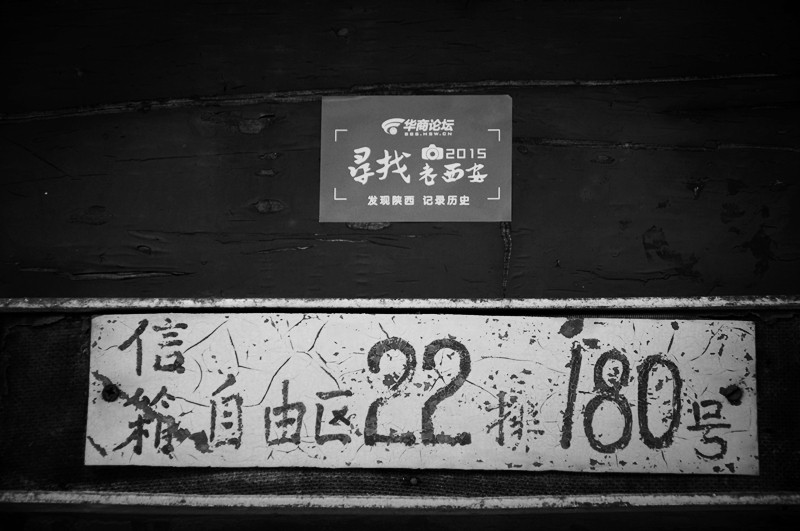 华商论坛
BBS.HSW.CN
寻找 2015
老西安
发现陕西 记录历史
信箱 自由区22排180号